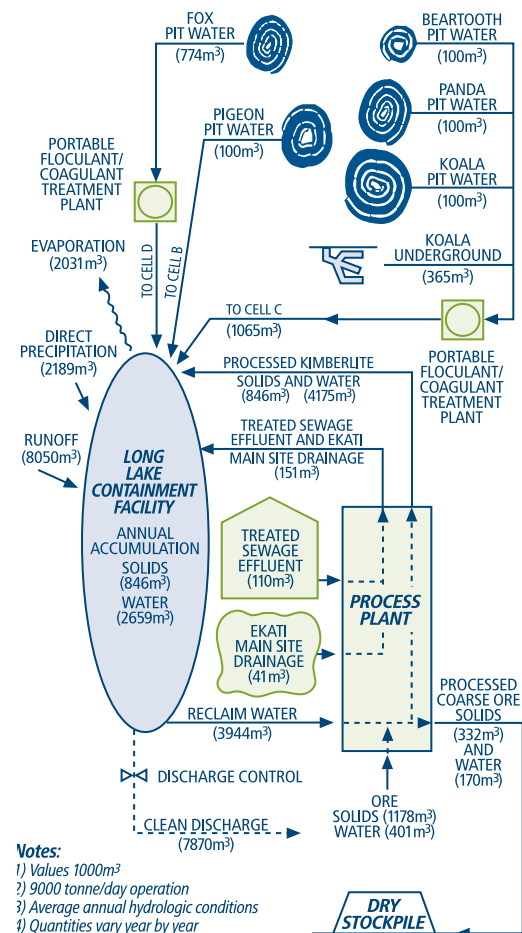 FOX
PIT WATER
(774m³)
BEARTOOTH
PIT WATER
(100m³)
PIGEON
PIT WATER
(100m³)
PANDA
PIT WATER
(100m³)
PORTABLE
FLOCULANT/
COAGULANT
TREATMENT
PLANT
KOALA
PIT WATER
(100m³)
EVAPORATION
(2031m³)
TO CELL D
TO CELL B
KOALA
UNDERGROUND
(365m³)
TO CELL C
(1065m³)
PORTABLE
FLOCULANT/
COAGULANT
TREATMENT
PLANT
DIRECT
PRECIPITATION
(2189m³)
PROCESSED KIMBERLITE
SOLIDS AND WATER
(846m³) (4175m³)
RUNOFF
(8050m³)
TREATED SEWAGE
EFFLUENT AND EKATI
MAIN SITE DRAINAGE
(151m³)
LONG
LAKE
CONTAINMENT
FACILITY
ANNUAL
ACCUMULATION
SOLIDS
(846m³)
WATER
(2659m³)
TREATED
SEWAGE
EFFLUENT
(110m³)
PROCESS
PLANT
EKATI
MAIN SITE
DRAINAGE
(41m³)
PROCESSED
COARSE ORE
SOLIDS
(332m³)
AND
WATER
(170m³)
RECLAIM WATER
(3944m³)
DISCHARGE CONTROL
ORE
SOLIDS (1178m³)
WATER (401m³)
CLEAN DISCHARGE
(7870m³)
Notes:
1) Values 1000m³
2) 9000 tonne/day operation
3) Average annual hydrologic conditions
4) Quantities vary year by year
DRY
STOCKPILE